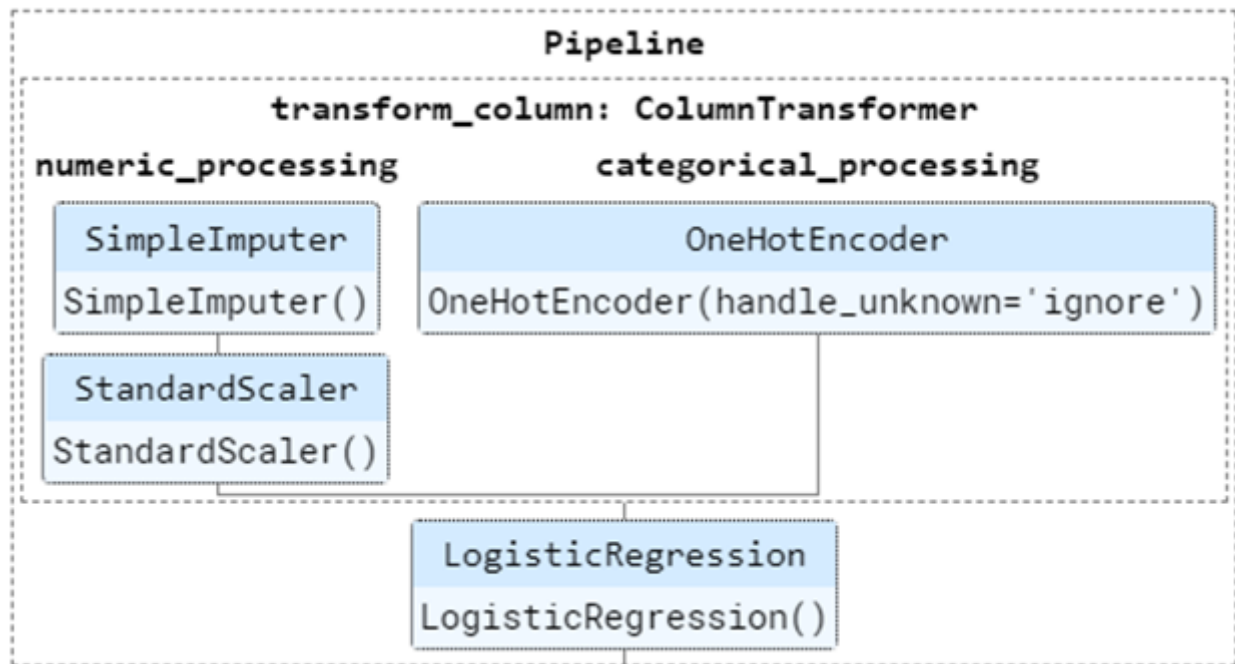 Pipeline
transform_column: ColumnTransformer
numeric_processing
categorical_processing
SimpleImputer
SimpleImputer()
StandardScaler
StandardScaler()
OneHotEncoder
OneHotEncoder(handle_unknown='ignore')
LogisticRegression
LogisticRegression()